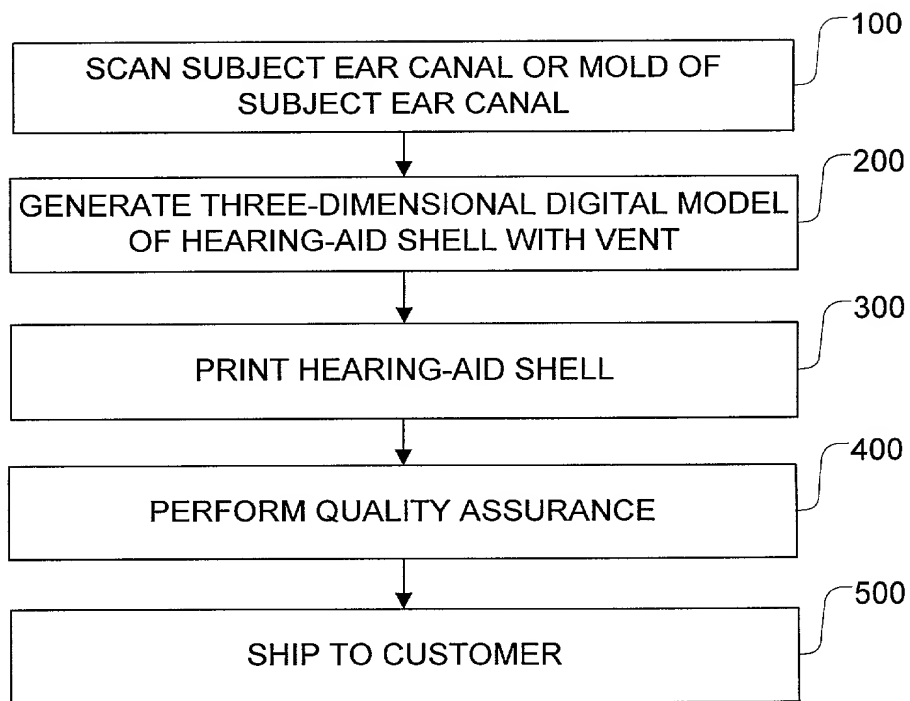 100
SCAN SUBJECT EAR CANAL OR MOLD OF
SUBJECT EAR CANAL
200
GENERATE THREE-DIMENSIONAL DIGITAL MODEL
OF HEARING-AID SHELL WITH VENT
300
PRINT HEARING-AID SHELL
400
PERFORM QUALITY ASSURANCE
500
SHIP TO CUSTOMER